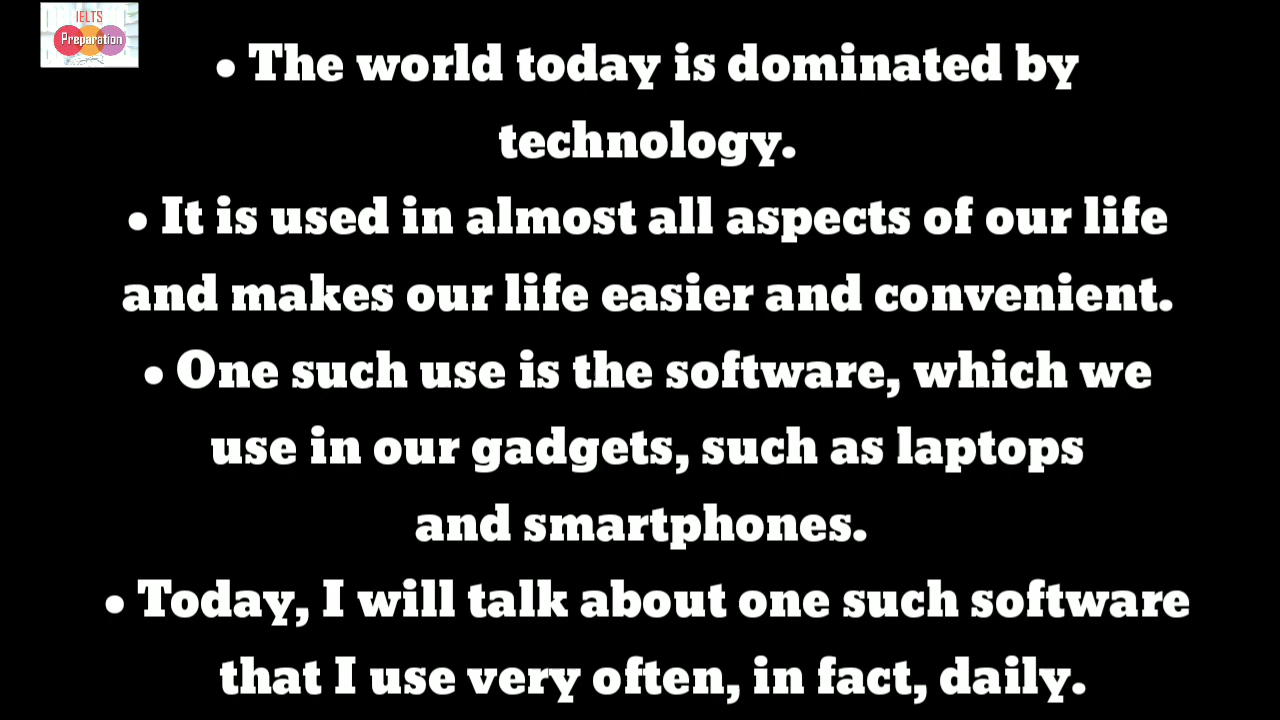 IELTS
Preparation
• The world today is dominated by
technology.
• It is used in almost all aspects of our life
and makes our life easier and convenient.
• One such use is the software, which we
use in our gadgets, such as laptops
and smartphones.
• Today, I will talk about one such software
that I use very often, in fact, daily.